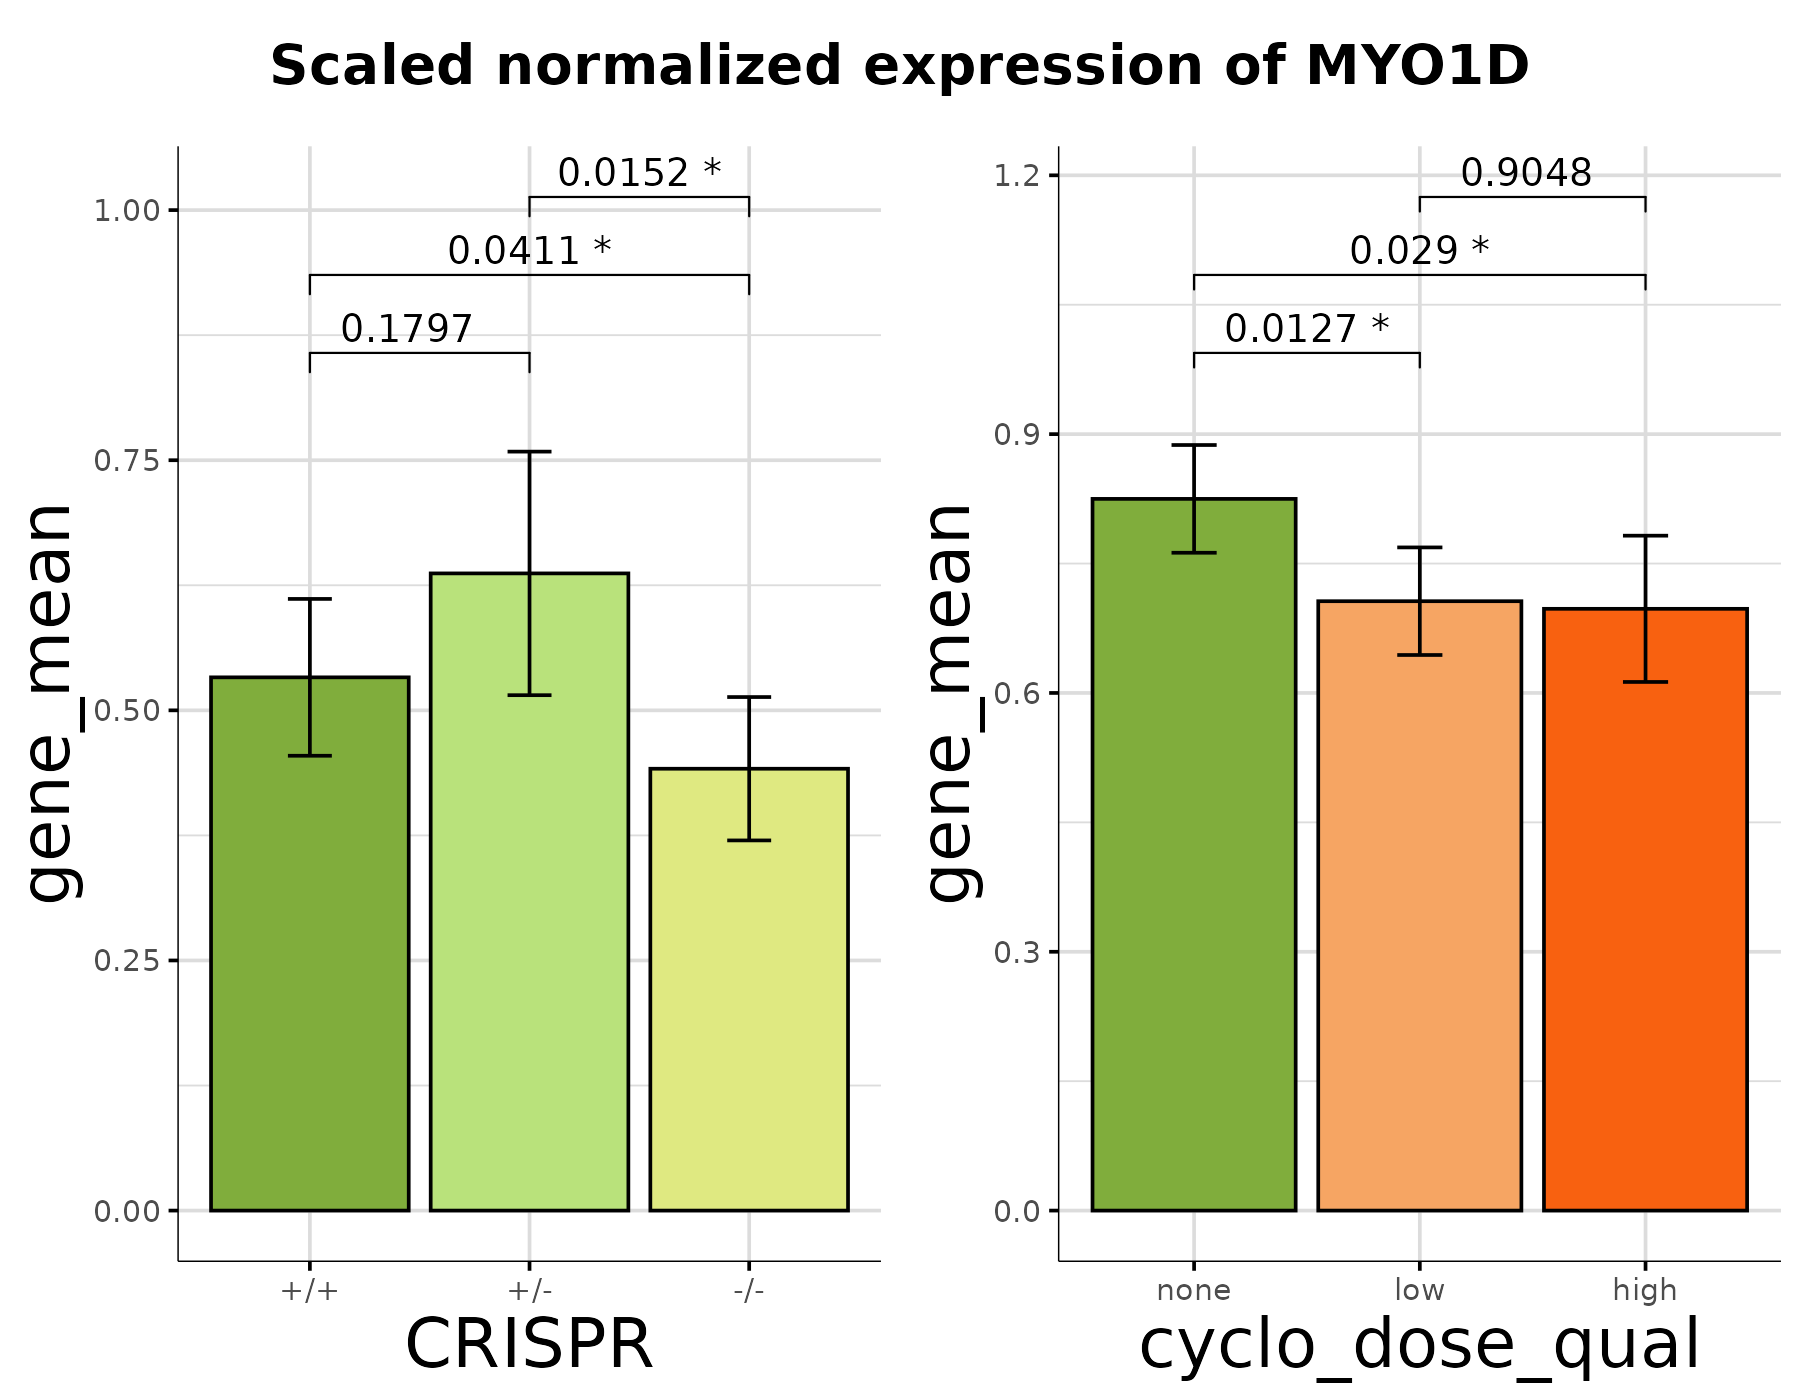 Scaled normalized expression of MYO1D
gene_mean
1.00
0.75
0.50
0.25
0.00
0.0152 *
0.0411 *
0.1797
+/+
+/-
-/-
CRISPR
gene_mean
1.2
0.9
0.6
0.3
0.0
0.9048
0.029 *
0.0127 *
none
low
high
cyclo_dose_qual